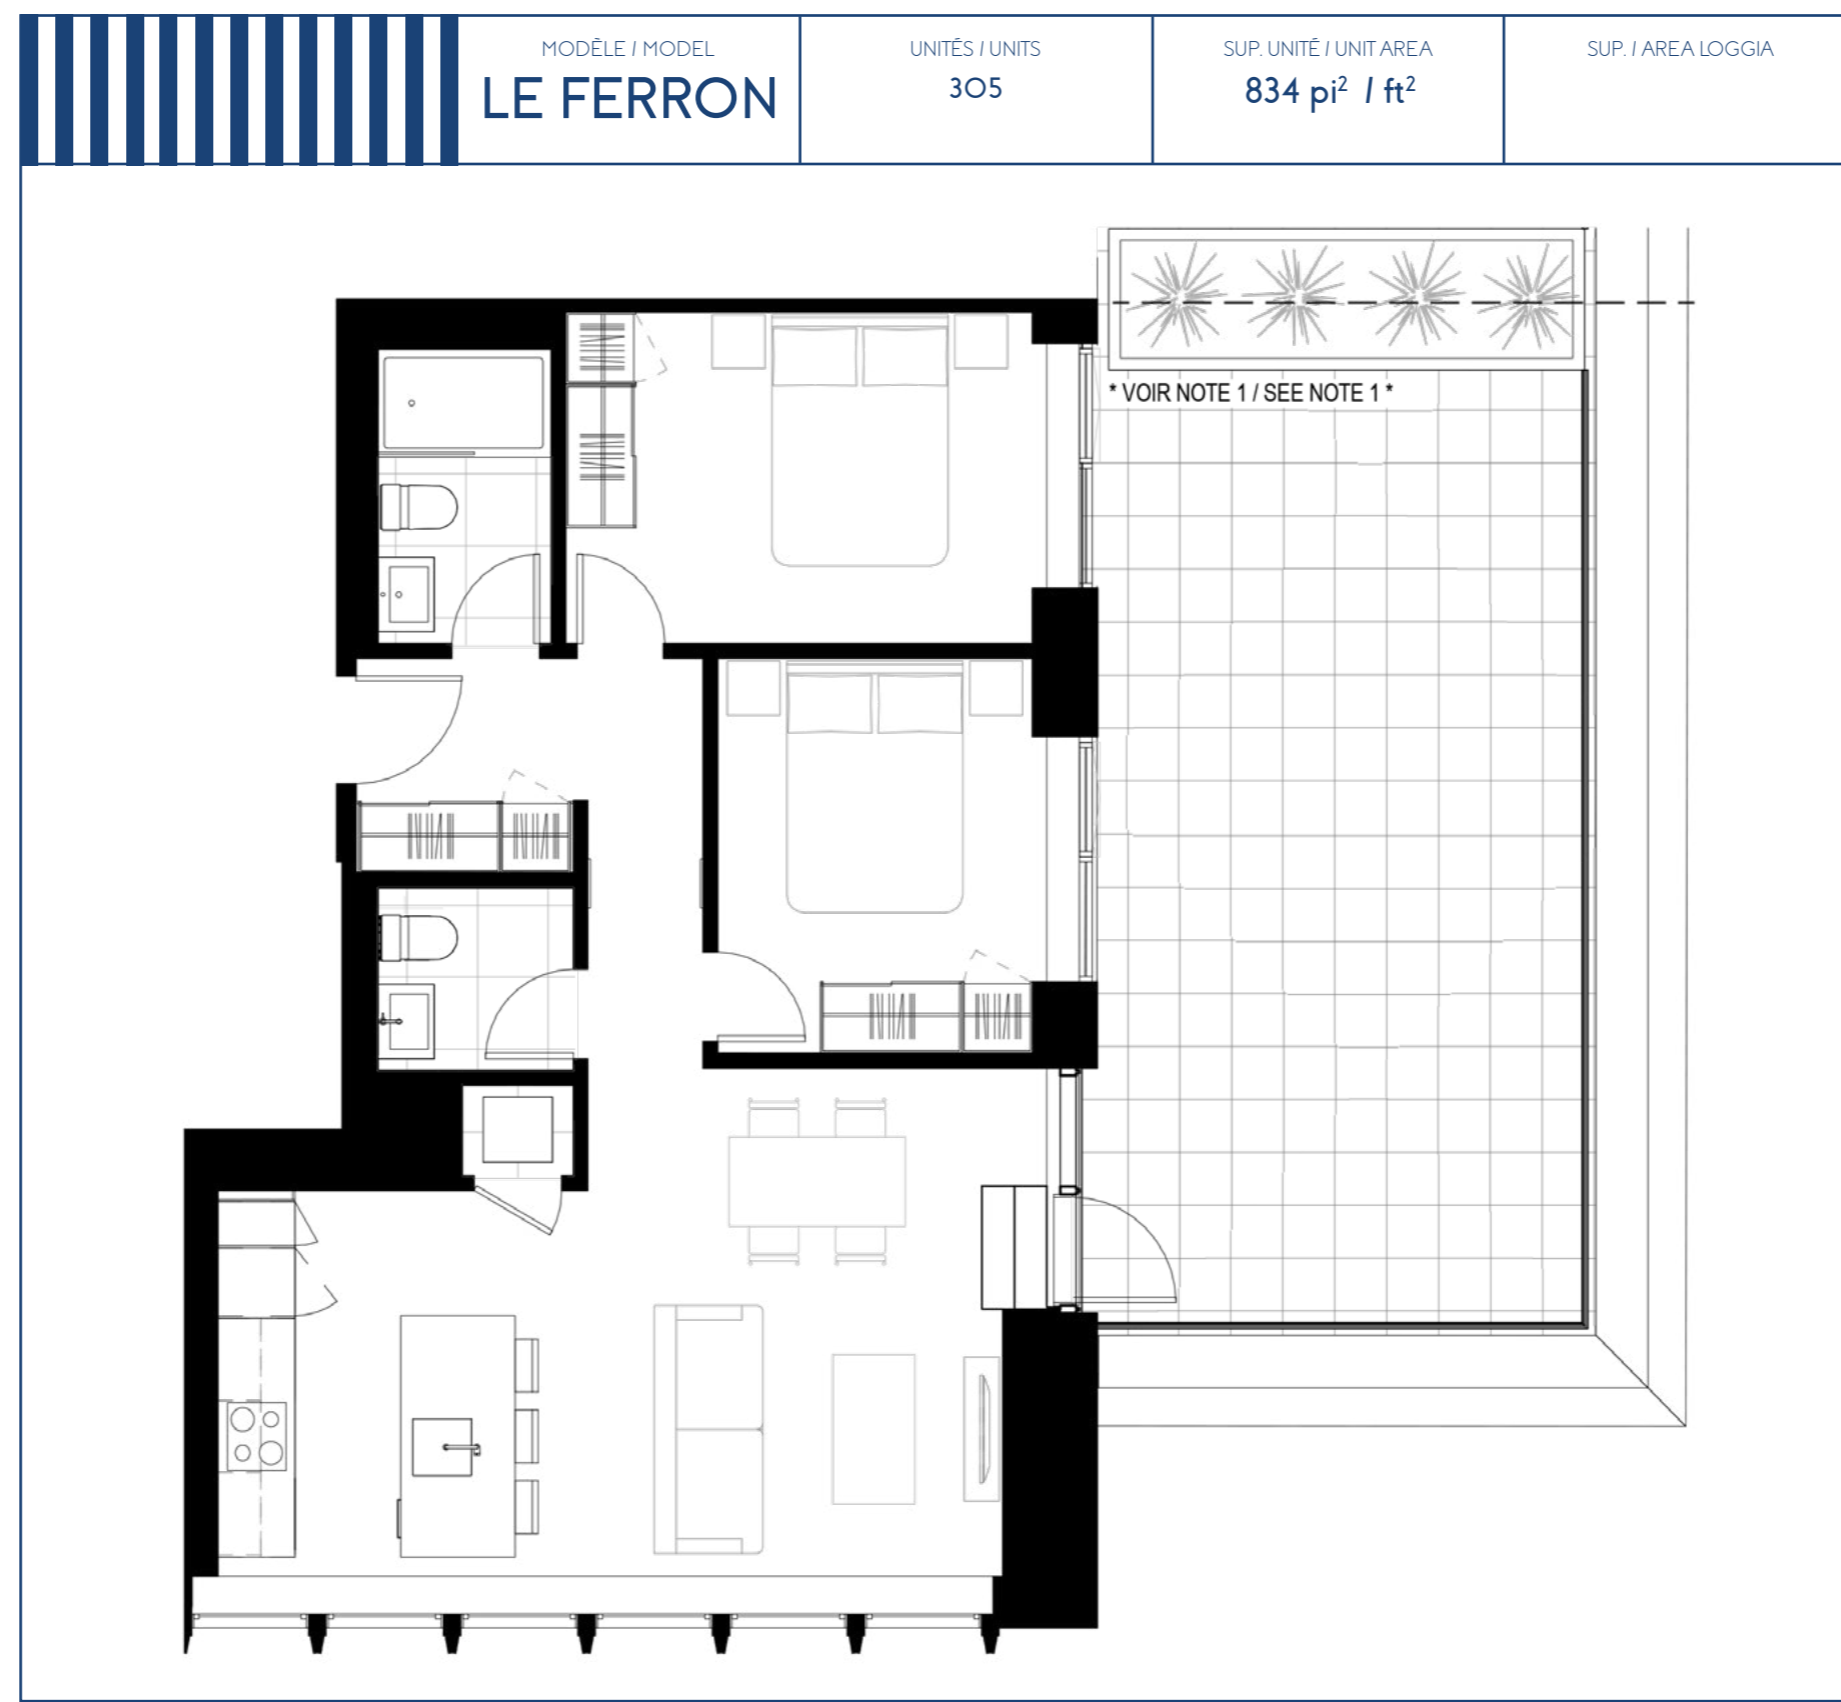 MODÈLE / MODEL
LE FERRON
UNITÉS / UNITS
305
SUP. UNITÉ / UNIT AREA
834 pi² / ft²
SUP. / AREA LOGGIA
* VOIR NOTE 1 / SEE NOTE 1 *